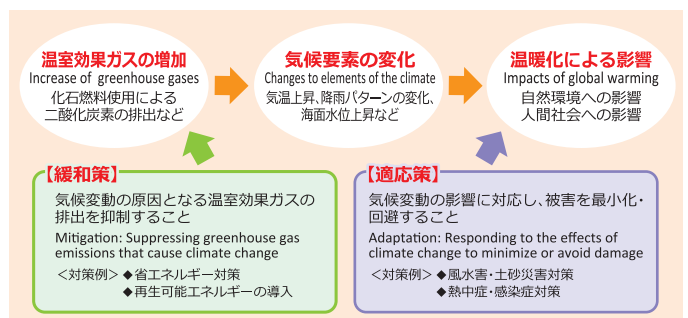 温室効果ガスの増加
Increase of greenhouse gases
化石燃料使用による
二酸化炭素の排出など
気候要素の変化
Changes to elements of the climate
気温上昇、降雨パターンの変化、
海面水位上昇など
温暖化による影響
Impacts of global warming
自然環境への影響
人間社会への影響
【緩和策】
気候変動の原因となる温室効果ガスの
排出を抑制すること
Mitigation: Suppressing greenhouse gas
emissions that cause climate change
＜対策例＞ ◆省エネルギー対策
◆再生可能エネルギーの導入
【適応策】
気候変動の影響に対応し、被害を最小化・
回避すること
Adaptation: Responding to the effects of
climate change to minimize or avoid damage
＜対策例＞ ◆風水害・土砂災害対策
◆熱中症・感染症対策